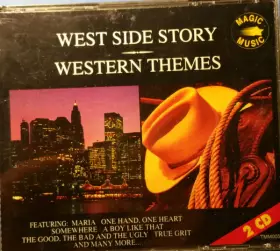 WEST SIDE STORY
WESTERN THEMES
MAGIC
MUSIC
FEATURING: MARIA ONE HAND, ONE HEART
SOMEWHERE A BOY LIKE THAT
THE GOOD, THE BAD AND THE UGLY TRUE GRIT
AND MANY MORE...
2 CD